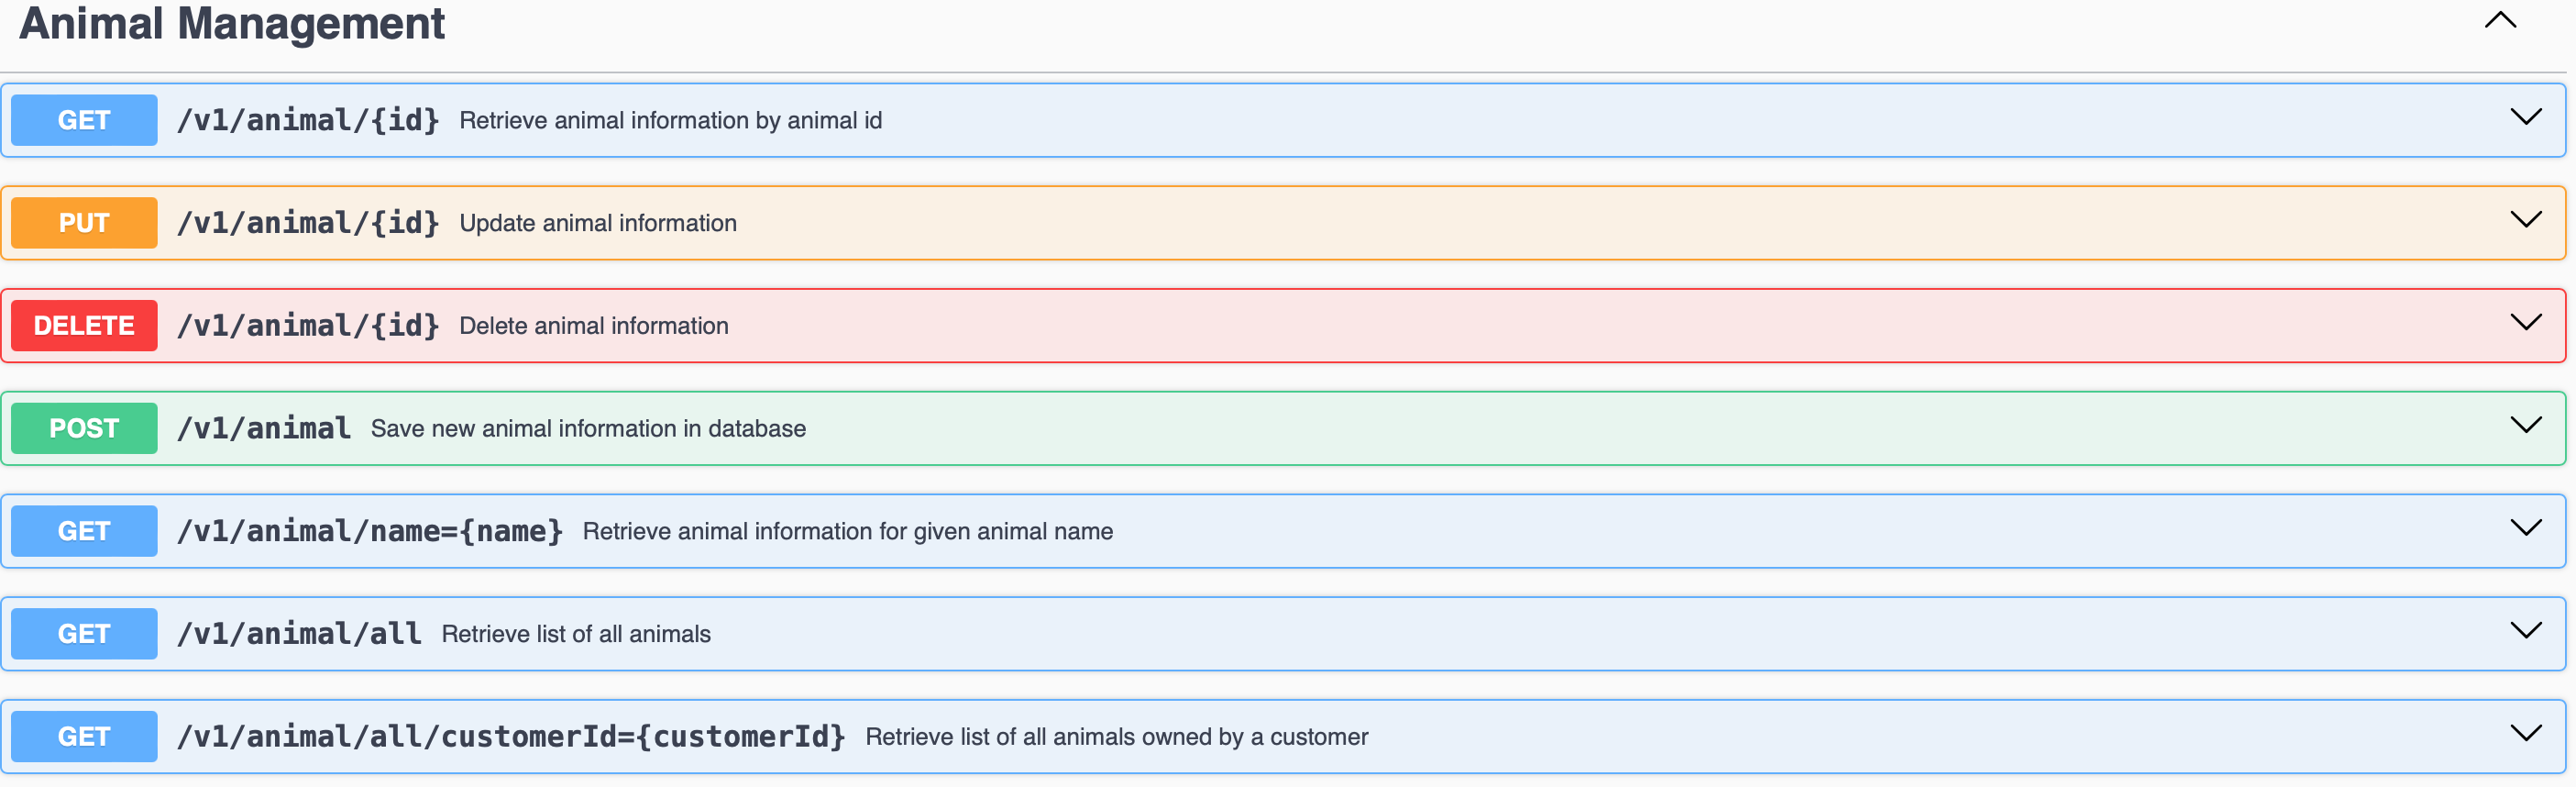 Animal Management
GET /v1/animal/{id} Retrieve animal information by animal id
PUT /v1/animal/{id} Update animal information
DELETE /v1/animal/{id} Delete animal information
POST /v1/animal Save new animal information in database
GET /v1/animal/name={name} Retrieve animal information for given animal name
GET /v1/animal/all Retrieve list of all animals
GET /v1/animal/all/customerId={customerId} Retrieve list of all animals owned by a customer